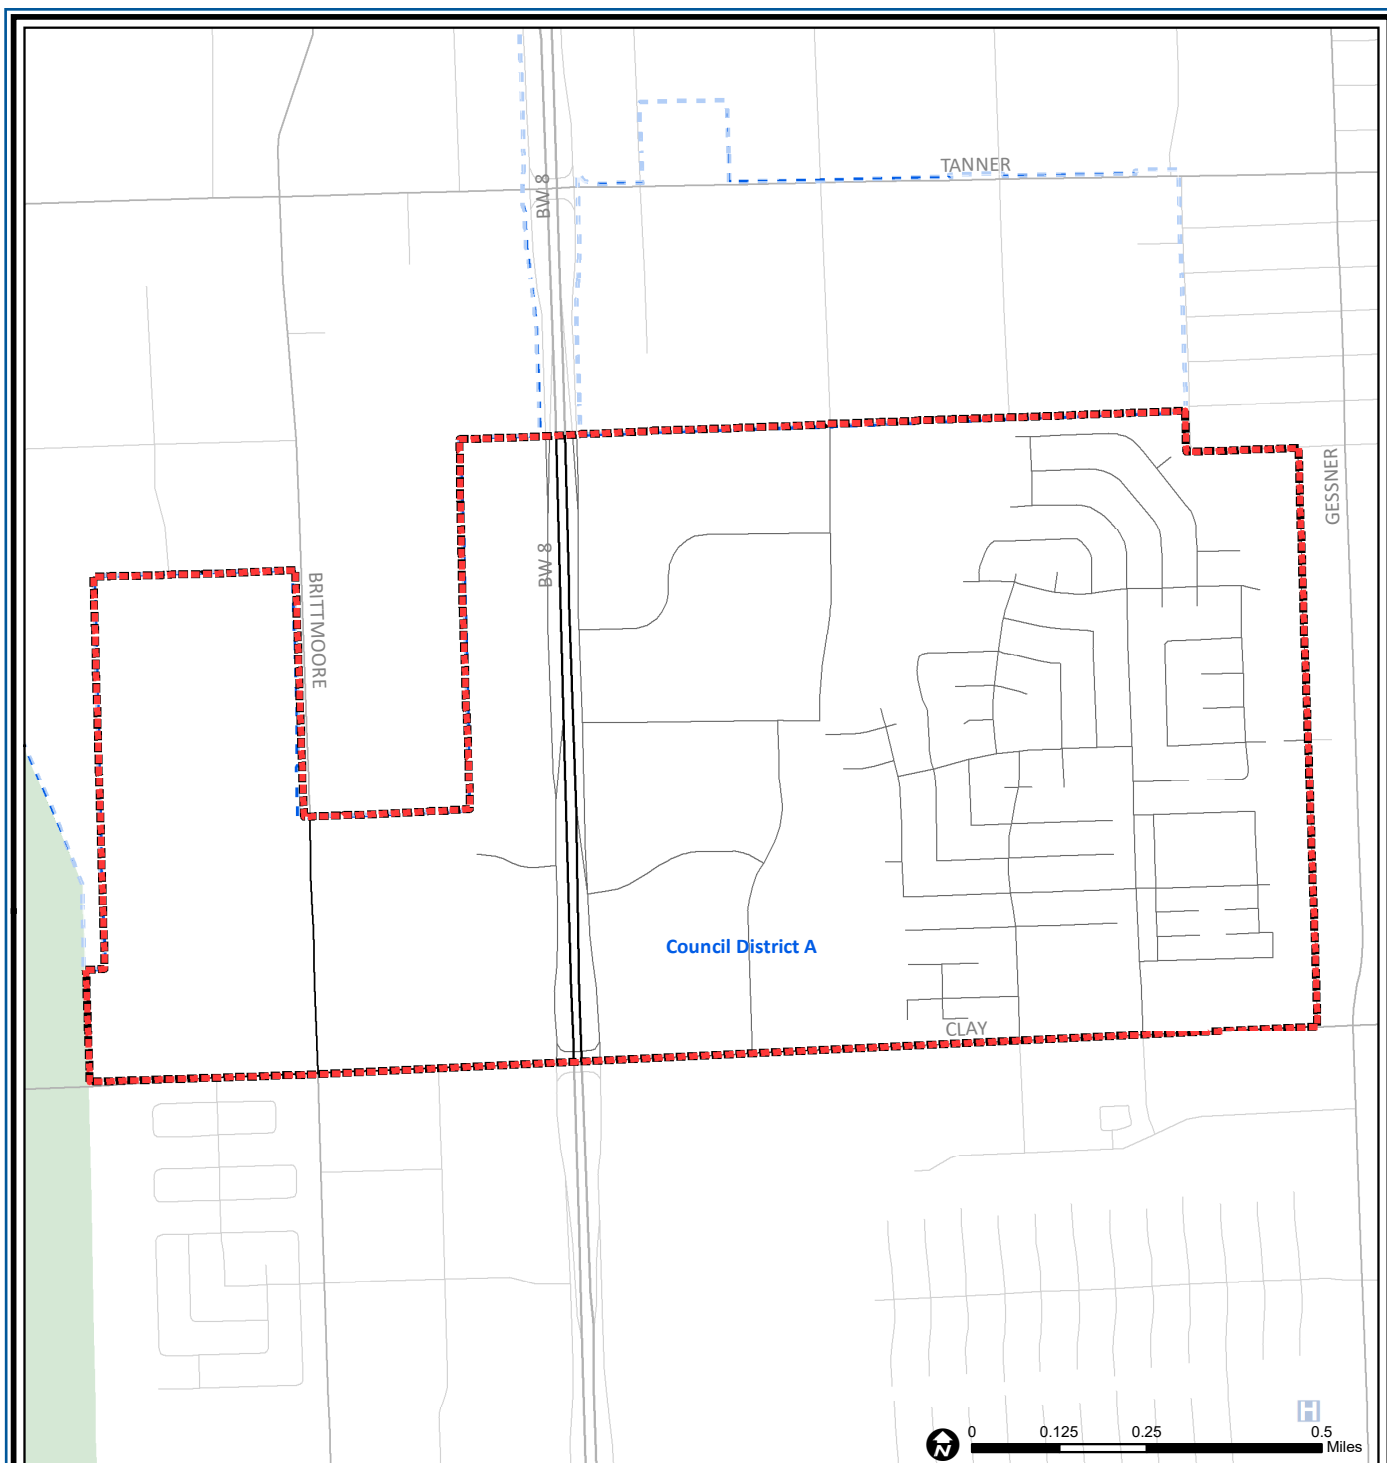 TANNER
BW 8
GESSNER
BW 8
BRITTMOORE
Council District A
CLAY
H
N
0 0.125 0.25 0.5
Miles